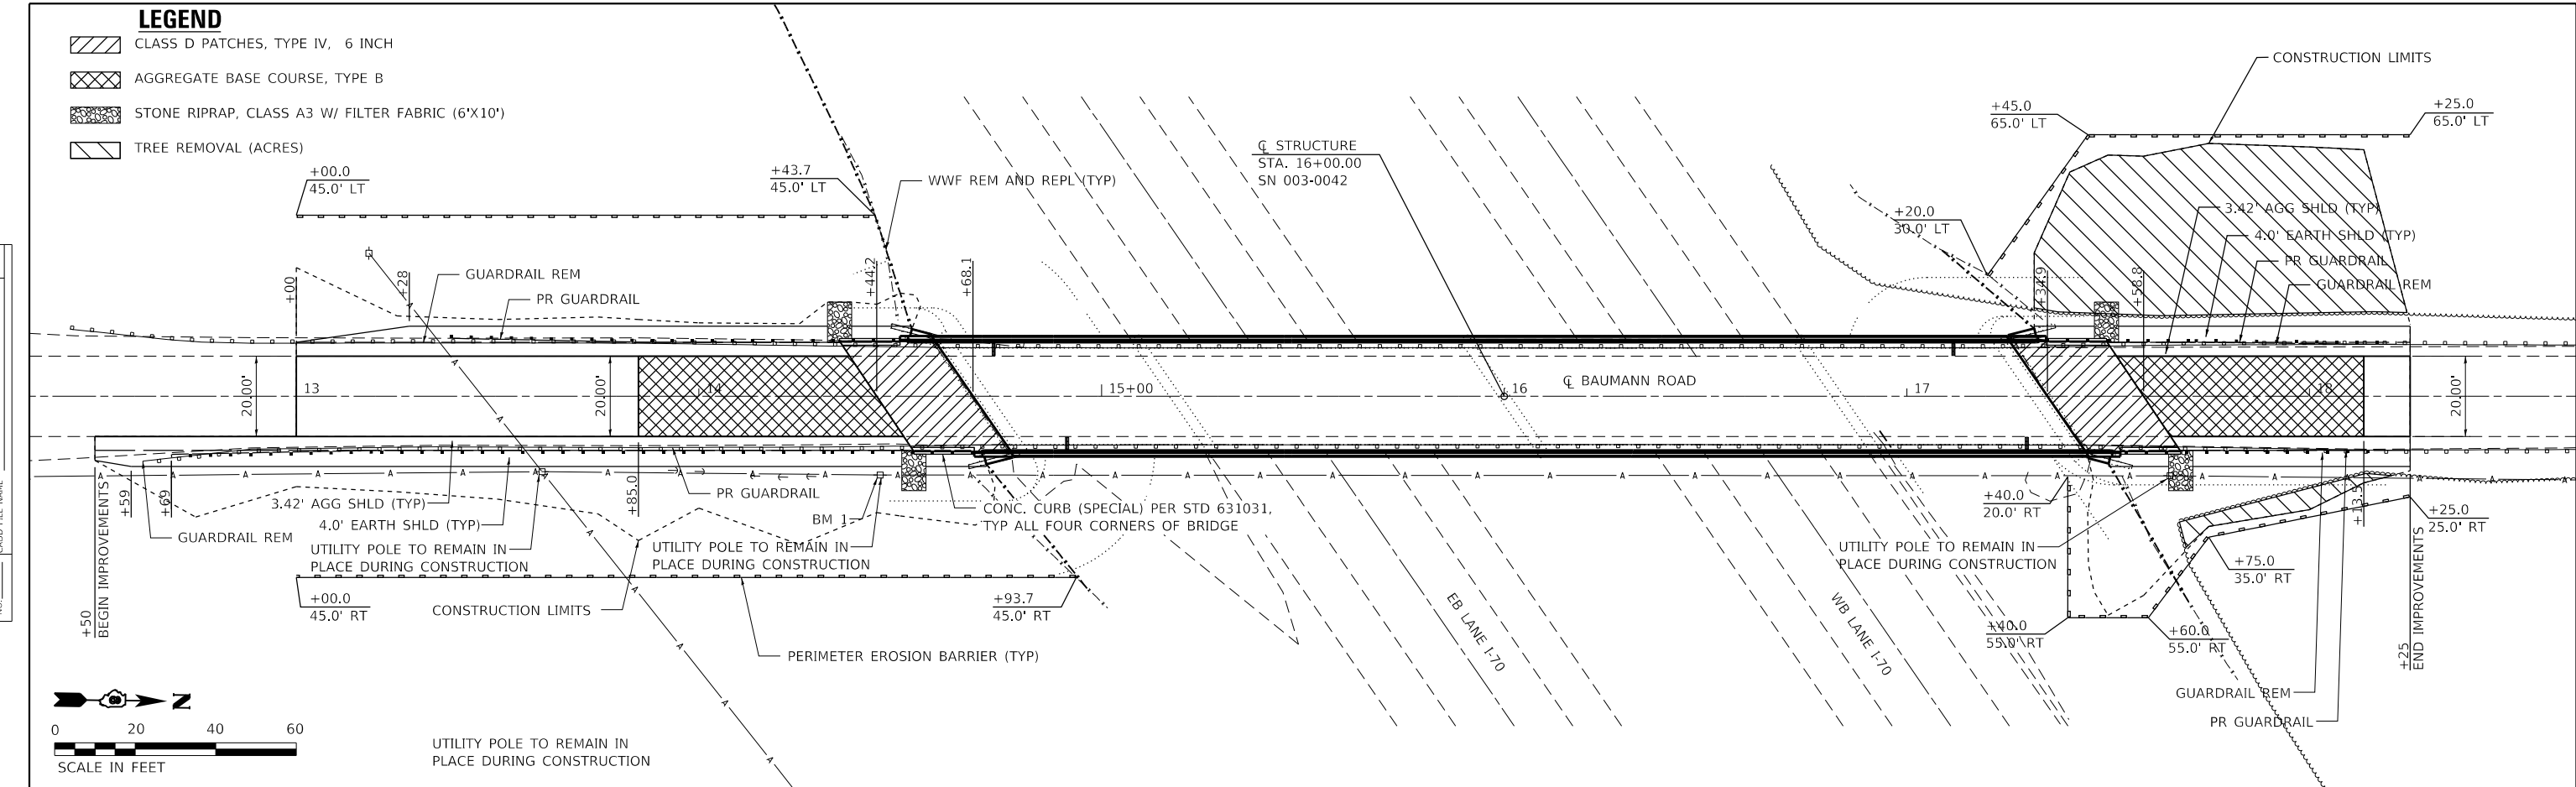 LEGEND
CLASS D PATCHES, TYPE IV, 6 INCH
AGGREGATE BASE COURSE, TYPE B
STONE RIPRAP, CLASS A3 W/ FILTER FABRIC (6'X10')
TREE REMOVAL (ACRES)
+00.0
45.0' LT
+43.7
45.0' LT
WWF REM AND REPL (TYP)
℄ STRUCTURE
STA. 16+00.00
SN 003-0042
+45.0
65.0' LT
CONSTRUCTION LIMITS
+25.0
65.0' LT
+20.0
30.0' LT
3.42' AGG SHLD (TYP)
4.0' EARTH SHLD (TYP)
PR GUARDRAIL
GUARDRAIL REM
+00
+28
GUARDRAIL REM
PR GUARDRAIL
+44.2
+68.1
+34.9
+58.8
20.00'
13
20.00'
14
15+00
℄ BAUMANN ROAD
16
17
18
20.00'
+50
BEGIN IMPROVEMENTS
+59
+69
GUARDRAIL REM
3.42' AGG SHLD (TYP)
4.0' EARTH SHLD (TYP)
UTILITY POLE TO REMAIN IN
PLACE DURING CONSTRUCTION
+85.0
PR GUARDRAIL
BM 1
UTILITY POLE TO REMAIN IN
PLACE DURING CONSTRUCTION
CONC. CURB (SPECIAL) PER STD 631031,
TYP ALL FOUR CORNERS OF BRIDGE
+00.0
45.0' RT
CONSTRUCTION LIMITS
+93.7
45.0' RT
PERIMETER EROSION BARRIER (TYP)
EB LANE I-70
WB LANE I-70
+40.0
20.0' RT
UTILITY POLE TO REMAIN IN
PLACE DURING CONSTRUCTION
+40.0
55.0' RT
+60.0
55.0' RT
+75.0
35.0' RT
+13.5
+25.0
25.0' RT
+25
END IMPROVEMENTS
GUARDRAIL REM
PR GUARDRAIL
N
0 20 40 60
SCALE IN FEET
UTILITY POLE TO REMAIN IN
PLACE DURING CONSTRUCTION
NO.
CADD FILE NAME